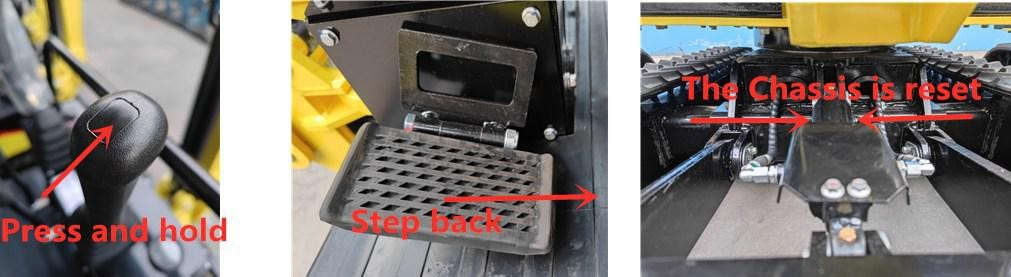 Press and hold
Step back
The Chassis is reset